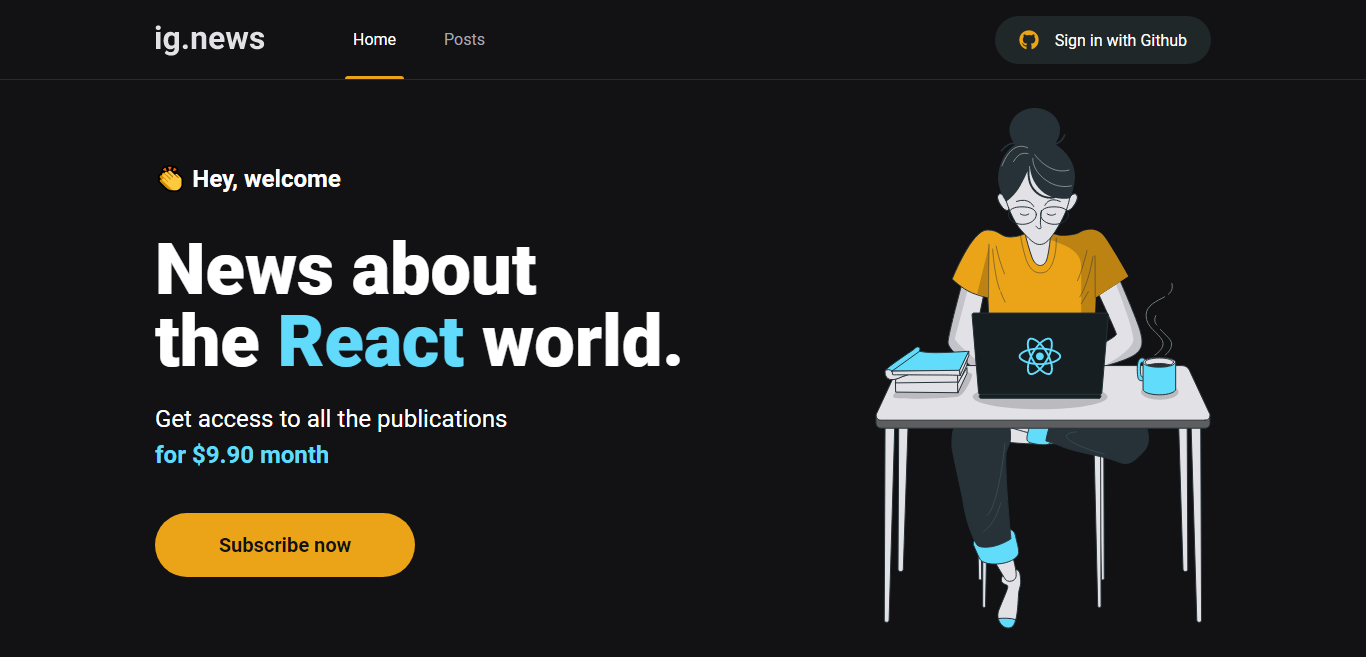 ig.news
Home
Posts
Sign in with Github
👏 Hey, welcome
News about
the React world.
Get access to all the publications
for $9.90 month
Subscribe now